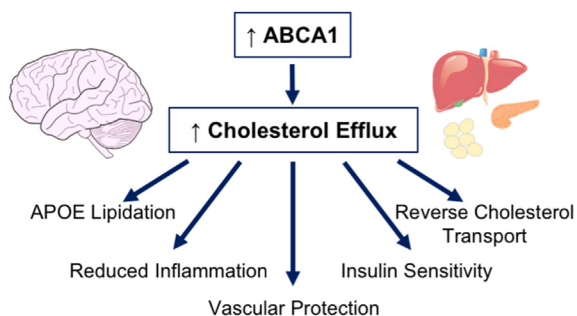 ↑ ABCA1
↑ Cholesterol Efflux
APOE Lipidation
Reverse Cholesterol
Transport
Reduced Inflammation
Insulin Sensitivity
Vascular Protection